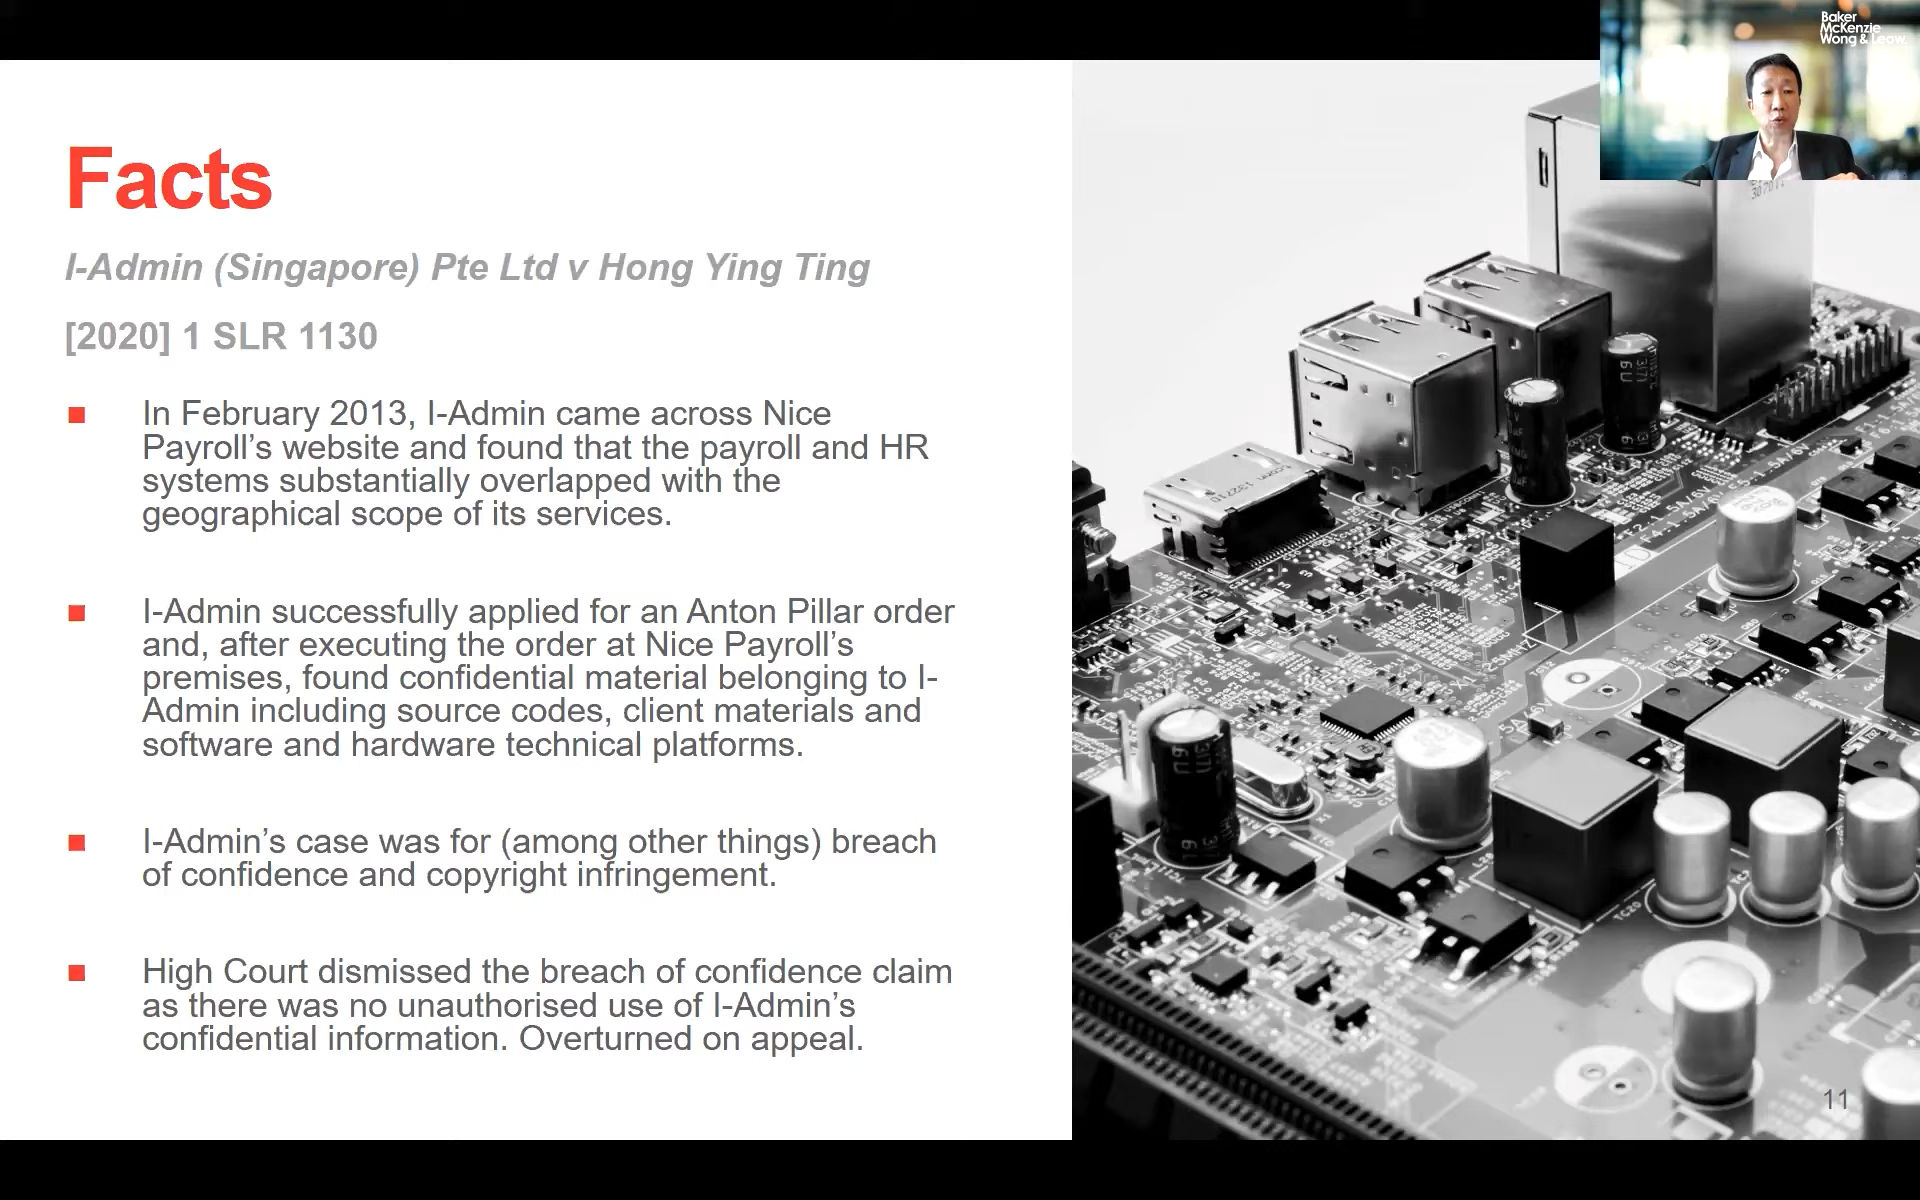 Baker
McKenzie
Wong & Leow
Facts
I-Admin (Singapore) Pte Ltd v Hong Ying Ting
[2020] 1 SLR 1130
In February 2013, I-Admin came across Nice
Payroll’s website and found that the payroll and HR
systems substantially overlapped with the
geographical scope of its services.
I-Admin successfully applied for an Anton Pillar order
and, after executing the order at Nice Payroll’s
premises, found confidential material belonging to I-
Admin including source codes, client materials and
software and hardware technical platforms.
I-Admin’s case was for (among other things) breach
of confidence and copyright infringement.
High Court dismissed the breach of confidence claim
as there was no unauthorised use of I-Admin’s
confidential information. Overturned on appeal.
11